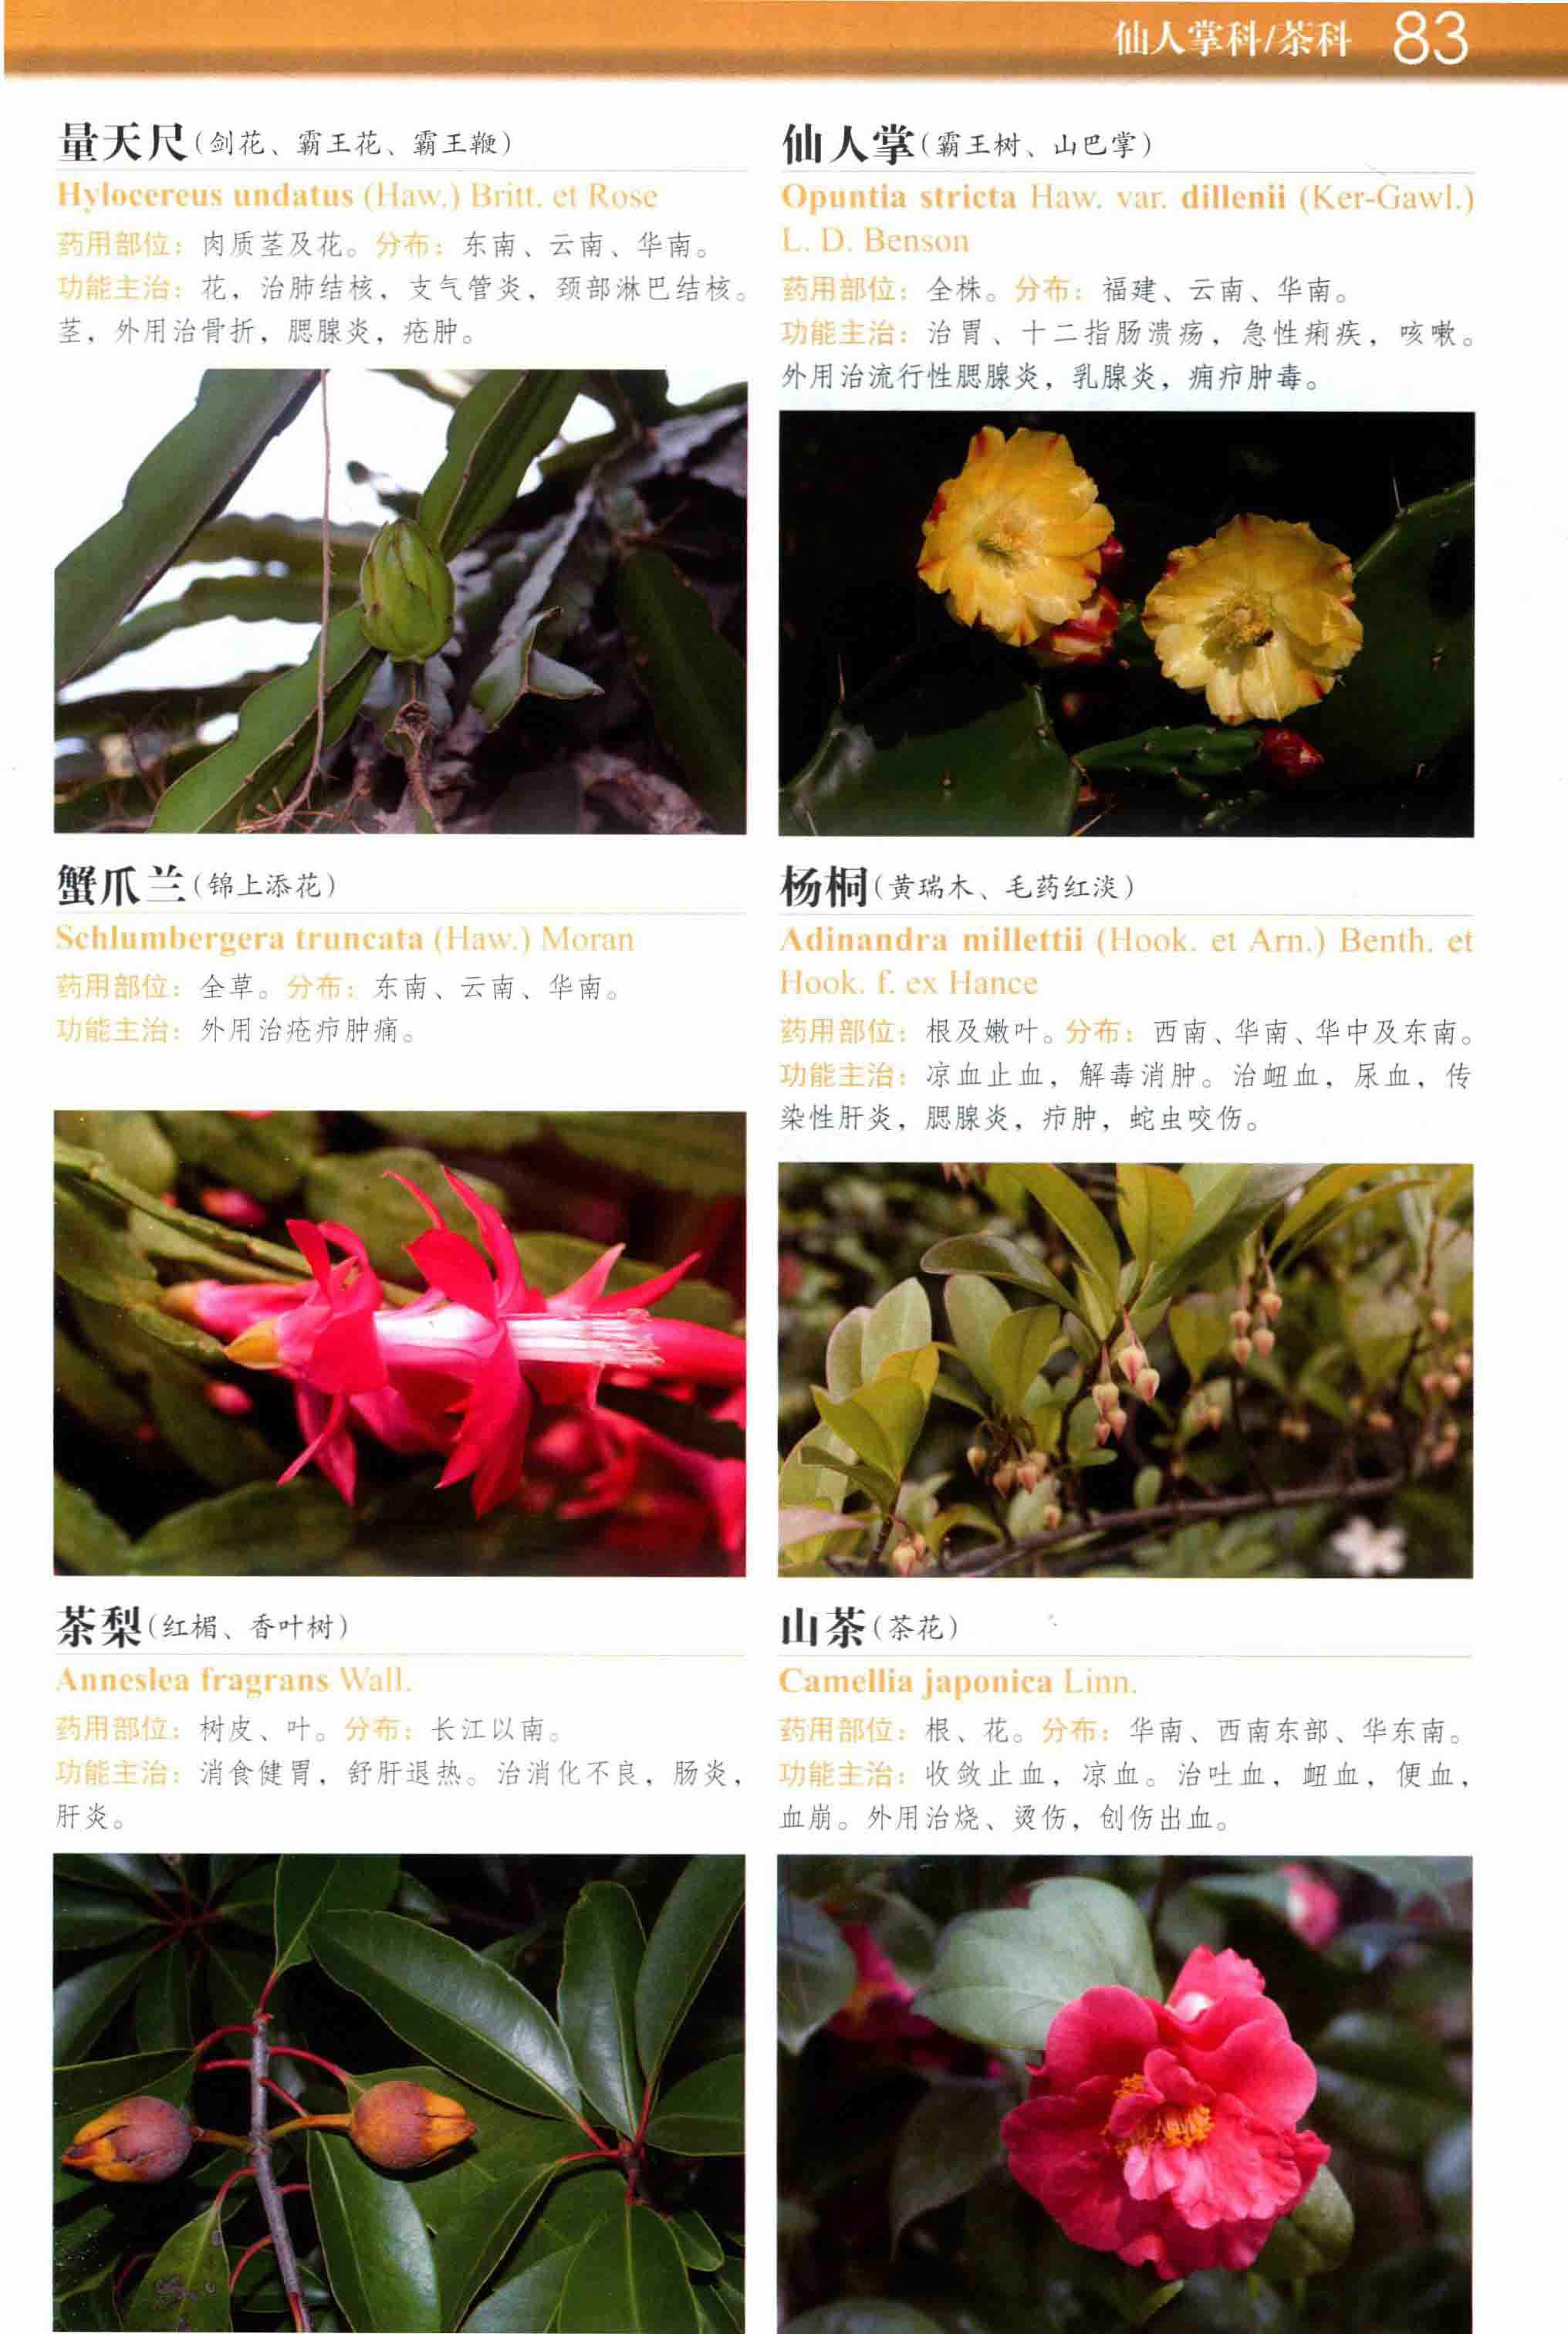 仙人掌科/茶科 83
量天尺(剑花、霸王花、霸王鞭)
Hylocereus undatus (Haw.) Britt. et Rose
药用部位：肉质茎及花。分布：东南、云南、华南。
功能主治：花，治肺结核，支气管炎，颈部淋巴结核。
茎，外用治骨折，腮腺炎，疮肿。
仙人掌(霸王树、山巴掌)
Opuntia stricta Haw. var. dillenii (Ker-Gawl.)
L. D. Benson
药用部位：全株。分布：福建、云南、华南。
功能主治：治胃、十二指肠溃疡，急性痢疾，咳嗽。
外用治流行性腮腺炎，乳腺炎，痈疖肿毒。
蟹爪兰(锦上添花)
Schlumbergera truncata (Haw.) Moran
药用部位：全草。分布：东南、云南、华南。
功能主治：外用治疮疖肿痛。
杨桐(黄瑞木、毛药红淡)
Adinandra millettii (Hook. et Arn.) Benth. et
Hook. f. ex Hance
药用部位：根及嫩叶。分布：西南、华南、华中及东南。
功能主治：凉血止血，解毒消肿。治衄血，尿血，传
染性肝炎，腮腺炎，疖肿，蛇虫咬伤。
茶梨(红楣、香叶树)
Anneslea fragrans Wall.
药用部位：树皮、叶。分布：长江以南。
功能主治：消食健胃，舒肝退热。治消化不良，肠炎，
肝炎。
山茶(茶花)
Camellia japonica Linn.
药用部位：根、花。分布：华南、西南东部、华东南。
功能主治：收敛止血，凉血。治吐血，衄血，便血，
血崩。外用治烧、烫伤，创伤出血。